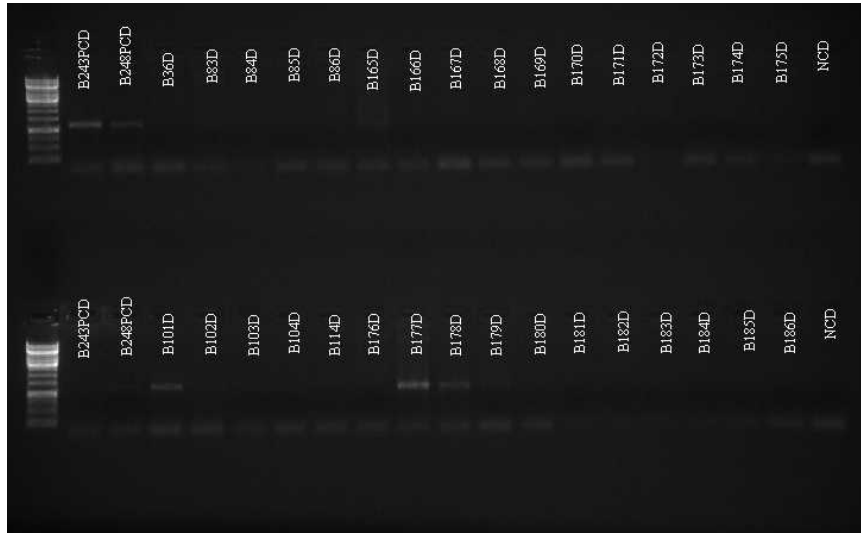 B243PCD
B248PCD
B36D
B83D
B84D
B85D
B86D
B165D
B166D
B167D
B168D
B169D
B170D
B171D
B172D
B173D
B174D
B175D
NCD
B243PCD
B248PCD
B101D
B102D
B103D
B104D
B114D
B176D
B177D
B178D
B179D
B180D
B181D
B182D
B183D
B184D
B185D
B186D
NCD